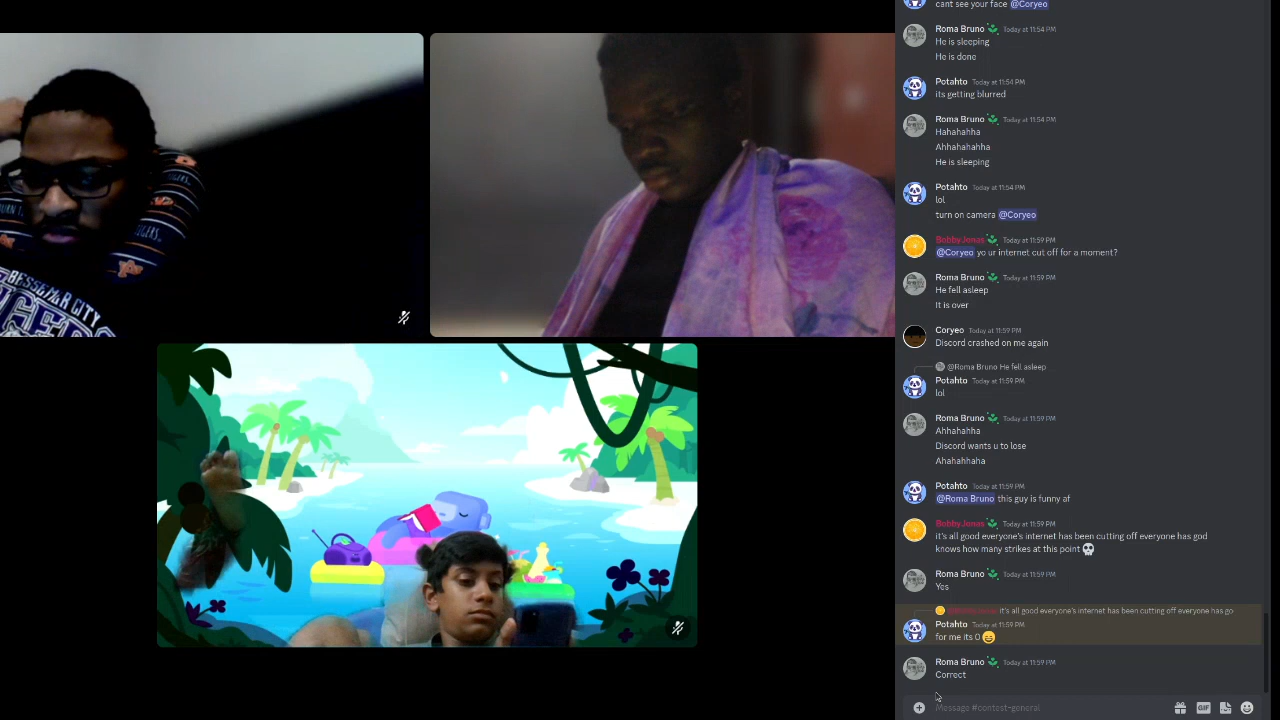 cant see your face @Coryeo
Roma Bruno Today at 11:54 PM
He is sleeping
He is done
Potahto Today at 11:54 PM
its getting blurred
Roma Bruno Today at 11:54 PM
Hahahahha
Ahhahahahha
He is sleeping
Potahto Today at 11:54 PM
lol
turn on camera @Coryeo
BobbyJonas Today at 11:59 PM
@Coryeo yo ur internet cut off for a moment?
Roma Bruno Today at 11:59 PM
He fell asleep
It is over
Coryeo Today at 11:59 PM
Discord crashed on me again
@Roma Bruno He fell asleep
Potahto Today at 11:59 PM
lol
Roma Bruno Today at 11:59 PM
Ahhahahha
Discord wants u to lose
Ahahahhaha
Potahto Today at 11:59 PM
@Roma Bruno this guy is funny af
BobbyJonas Today at 11:59 PM
it's all good everyone's internet has been cutting off everyone has god
knows how many strikes at this point 💀
Roma Bruno Today at 11:59 PM
Yes
it's all good everyone's internet has been cutting off everyone has go
Potahto Today at 11:59 PM
for me its 0 😄
Roma Bruno Today at 11:59 PM
Correct
Message #contest-general
BESSEMER CITY